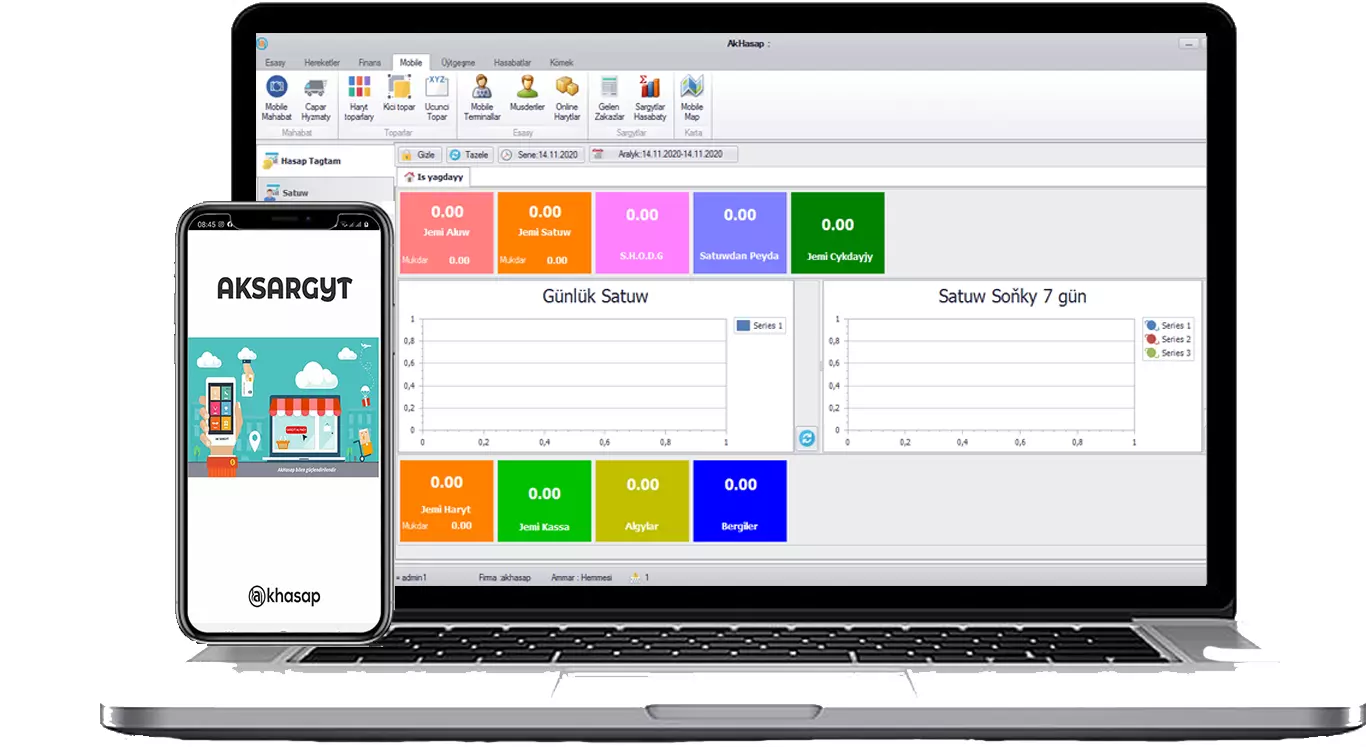 AkHasap :
Esasy Hereketler Finans Mobile Üýtgeşme Hasabatlar Kömek
Mobile Mahabat
Capar Hyzmaty
Haryt toparlary
Kici topar
Ucunci Topar
Mobile Terminallar
Musderiler
Online Harytlar
Gelen Zakazlar
Sargytlar Hasabaty
Mobile Map
Mahabat Toparlar Esasy Sargytlar Karta
Hasap Tagtam
Satuw
Gizle Tazele Sene:14.11.2020 Aralyk:14.11.2020-14.11.2020
Is yagdayy
0.00
Jemi Aluw
Mukdar 0.00
0.00
Jemi Satuw
Mukdar 0.00
0.00
S.H.O.D.G
0.00
Satuwdan Peyda
0.00
Jemi Cykdayjy
Günlük Satuw
1
0,8
0,6
0,4
0,2
0
0 0,2 0,4 0,6 0,8 1
Series 1
Satuw Soňky 7 gün
1
0,8
0,6
0,4
0,2
0
0 0,2 0,4 0,6 0,8 1
Series 1
Series 2
Series 3
0.00
Jemi Haryt
Mukdar 0.00
0.00
Jemi Kassa
0.00
Algylar
0.00
Bergiler
= admin1 Firma :akhasap Ammar : Hemmesi 1
08:45
AKSARGYT
AkHasap bilen güýçlendirilendir
@khasap